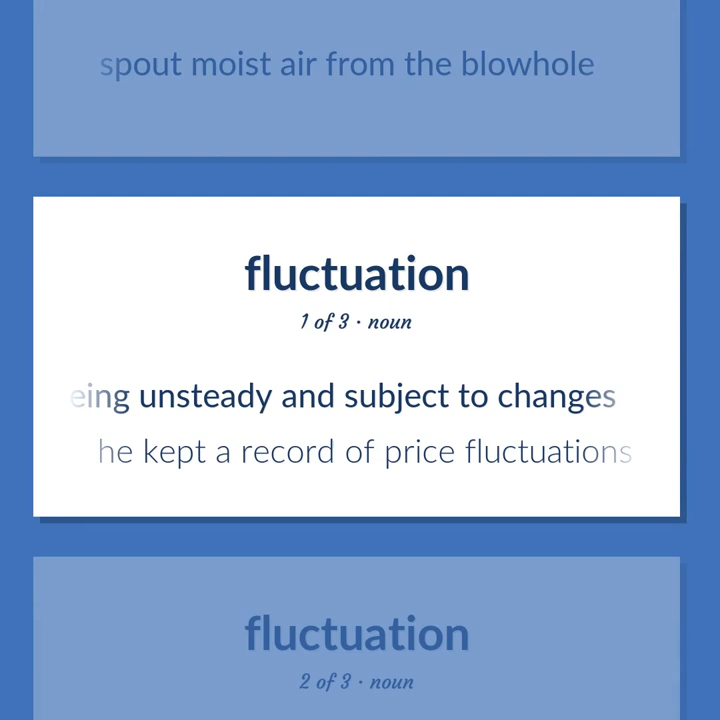 spout moist air from the blowhole
fluctuation
1 of 3 · noun
eing unsteady and subject to changes
he kept a record of price fluctuations
fluctuation
2 of 3 · noun